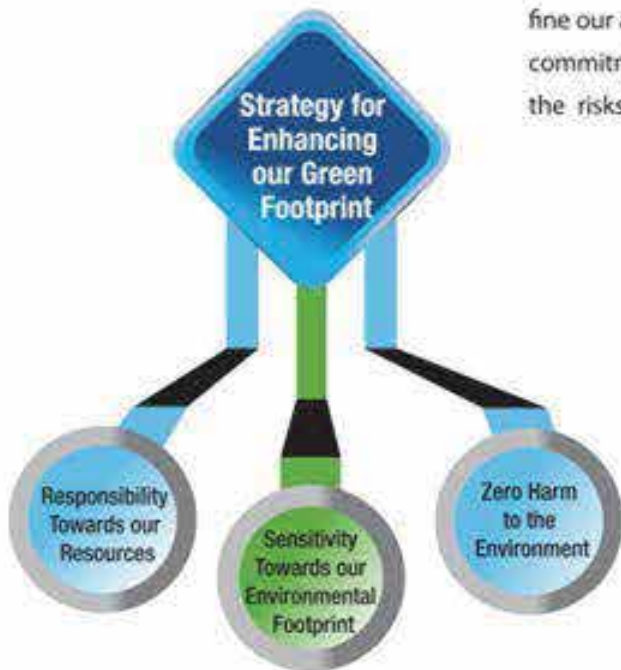 fine our
commitm
the risks
Strategy for
Enhancing
our Green
Footprint
Responsibility
Towards our
Resources
Sensitivity
Towards our
Environmental
Footprint
Zero Harm
to the
Environment